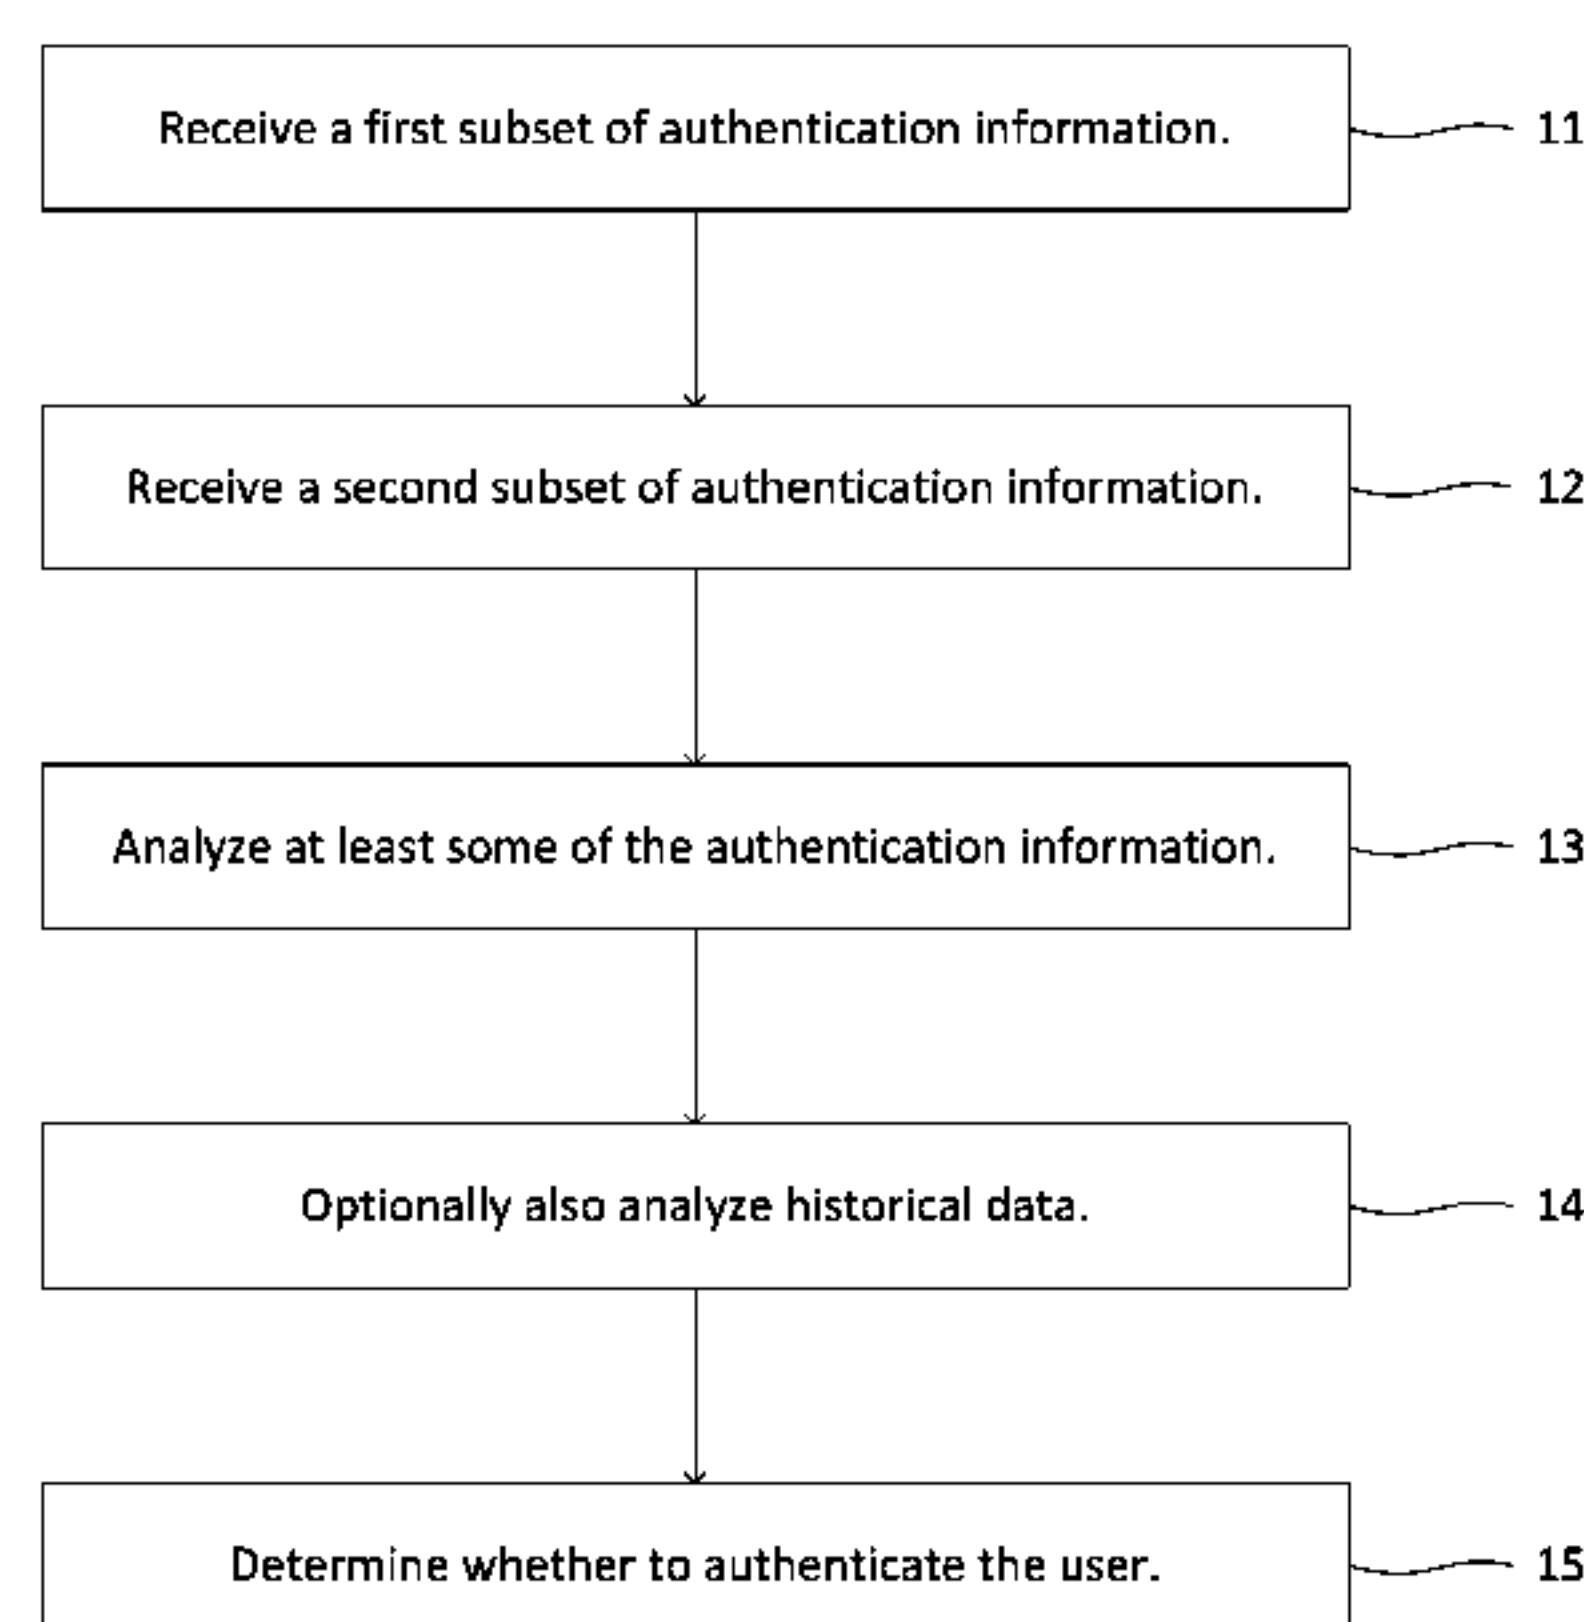 Receive a first subset of authentication information. 11
Receive a second subset of authentication information. 12
Analyze at least some of the authentication information. 13
Optionally also analyze historical data. 14
Determine whether to authenticate the user. 15